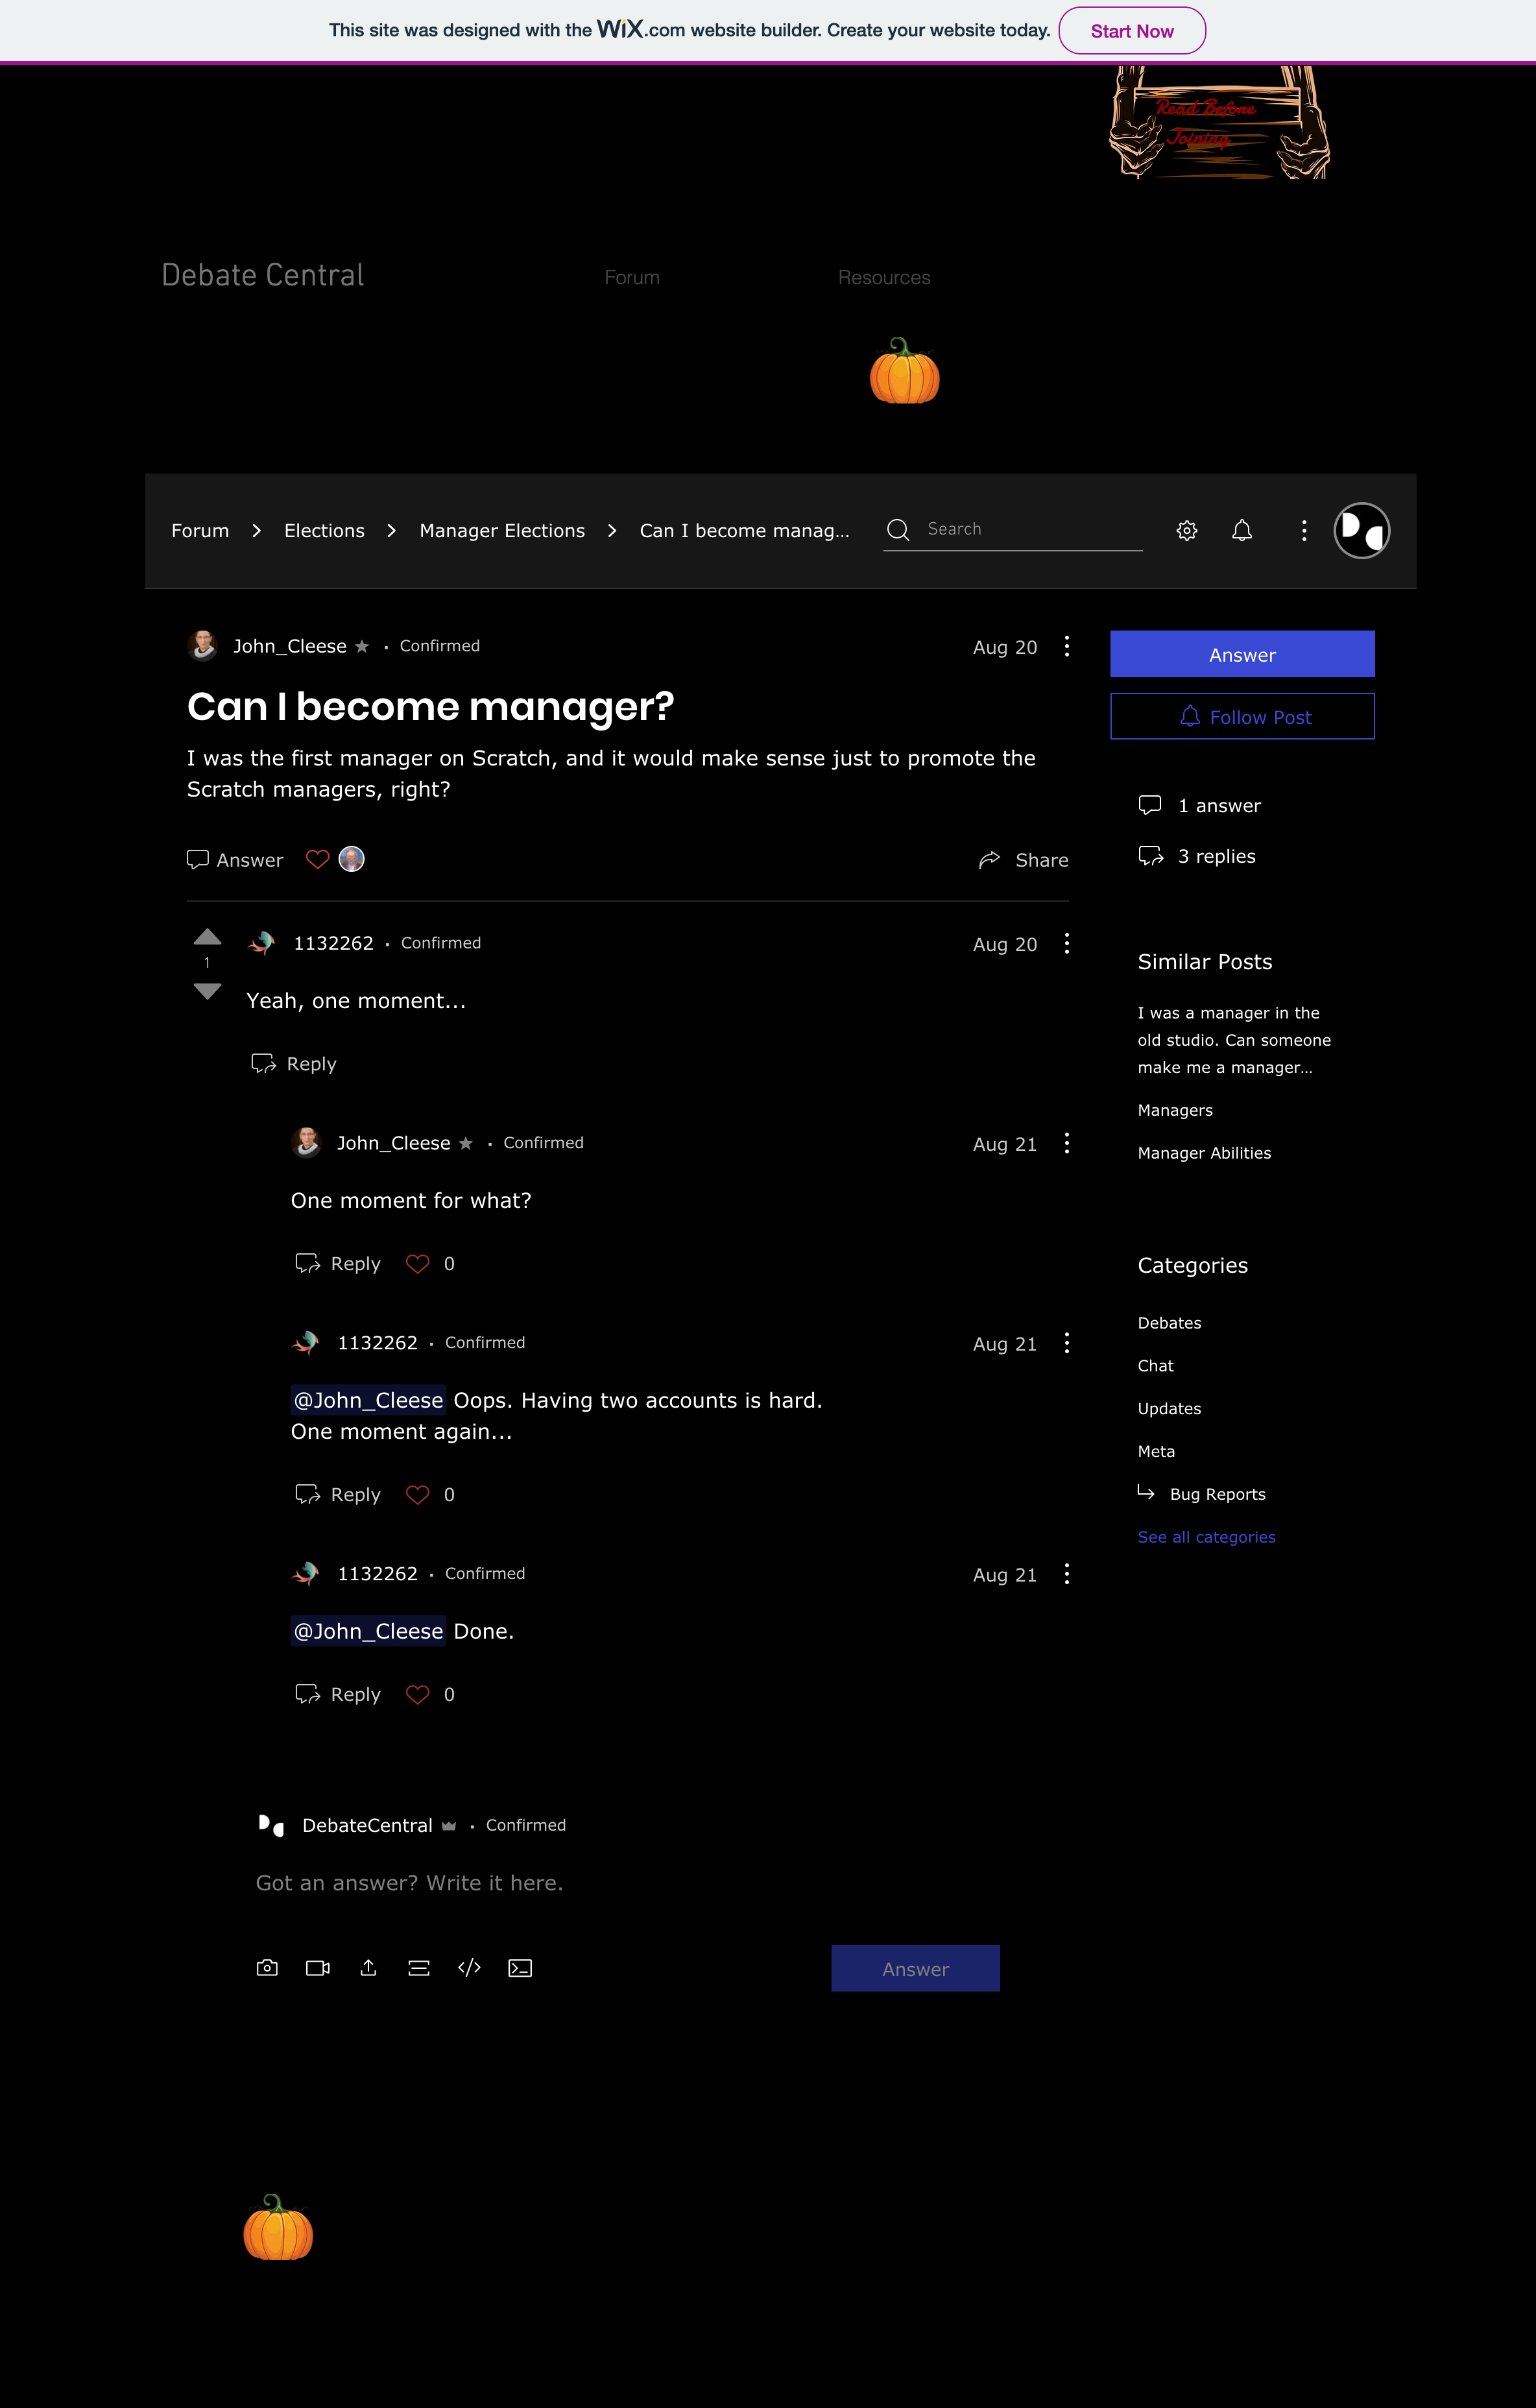 This site was designed with the WiX.com website builder. Create your website today. Start Now
Read Before
Joining
Debate Central Forum Resources
Forum > Elections > Manager Elections > Can I become manag... Search
John_Cleese · Confirmed Aug 20
Can I become manager?
I was the first manager on Scratch, and it would make sense just to promote the
Scratch managers, right?
Answer Share
1132262 · Confirmed Aug 20
1
Yeah, one moment...
Reply
John_Cleese · Confirmed Aug 21
One moment for what?
Reply 0
1132262 · Confirmed Aug 21
@John_Cleese Oops. Having two accounts is hard.
One moment again...
Reply 0
1132262 · Confirmed Aug 21
@John_Cleese Done.
Reply 0
DebateCentral · Confirmed
Got an answer? Write it here.
Answer
Answer
Follow Post
1 answer
3 replies
Similar Posts
I was a manager in the
old studio. Can someone
make me a manager...
Managers
Manager Abilities
Categories
Debates
Chat
Updates
Meta
Bug Reports
See all categories